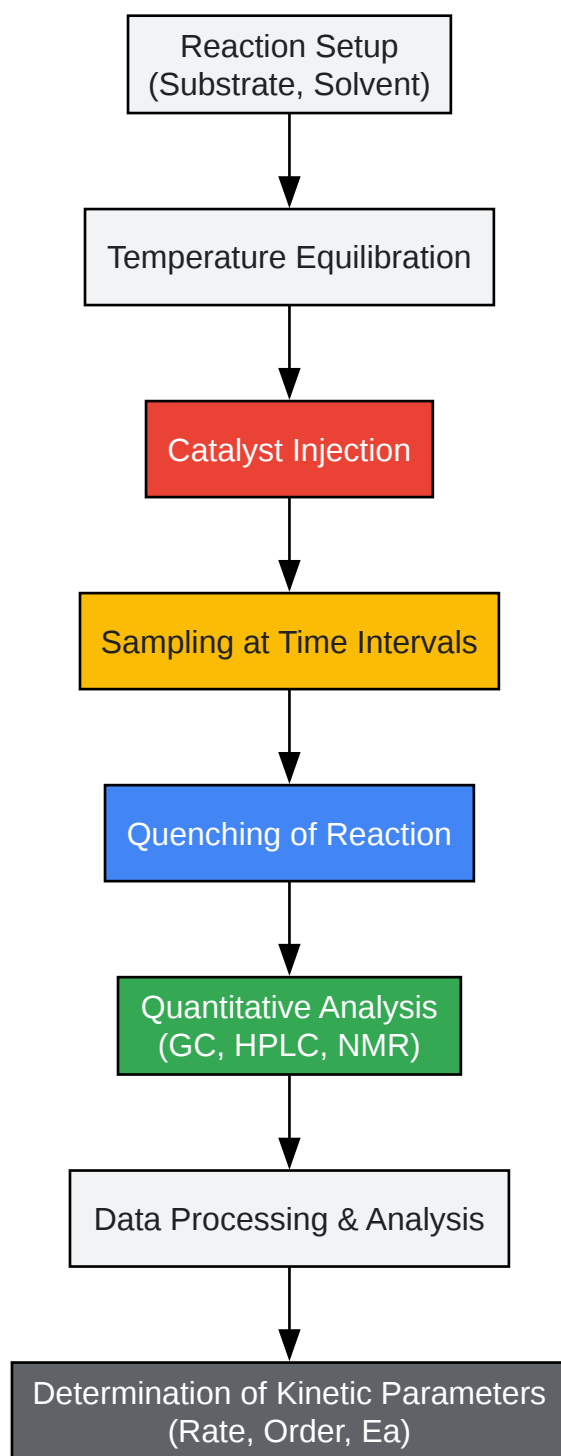 Reaction Setup
(Substrate, Solvent)
Temperature Equilibration
Catalyst Injection
Sampling at Time Intervals
Quenching of Reaction
Quantitative Analysis
(GC, HPLC, NMR)
Data Processing & Analysis
Determination of Kinetic Parameters
(Rate, Order, Ea)